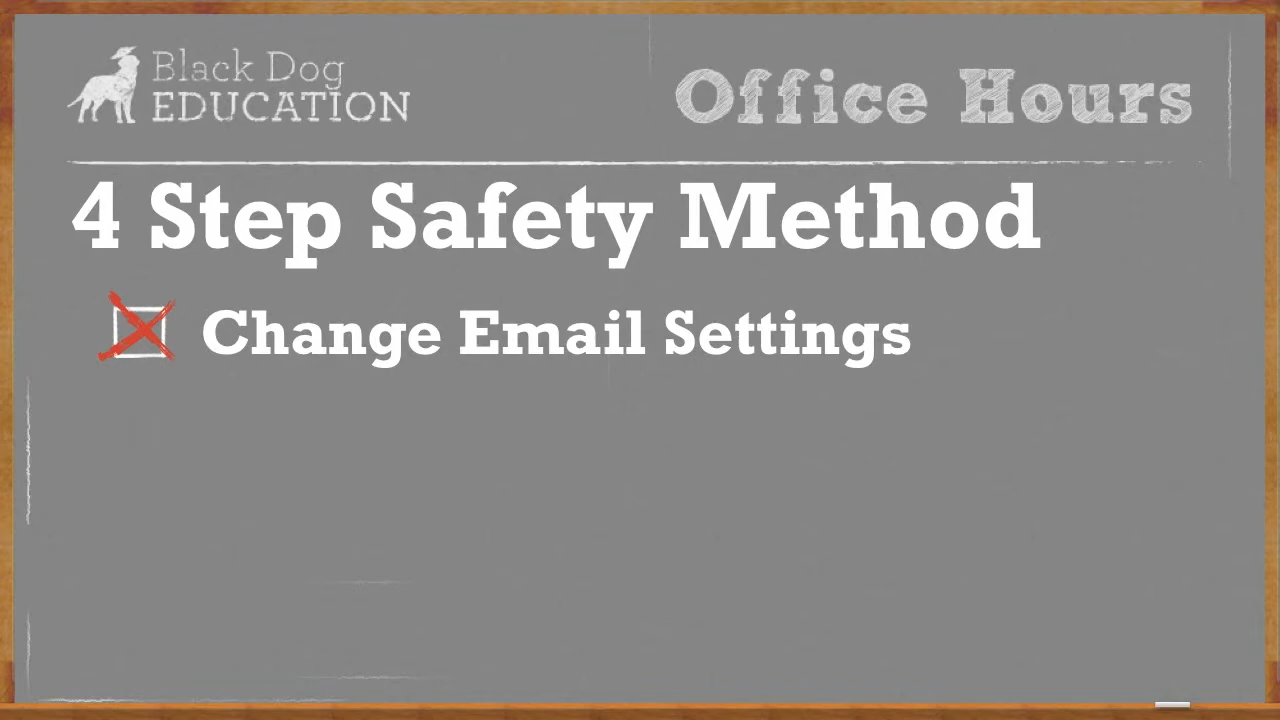 Black Dog
EDUCATION
Office Hours
4 Step Safety Method
Change Email Settings